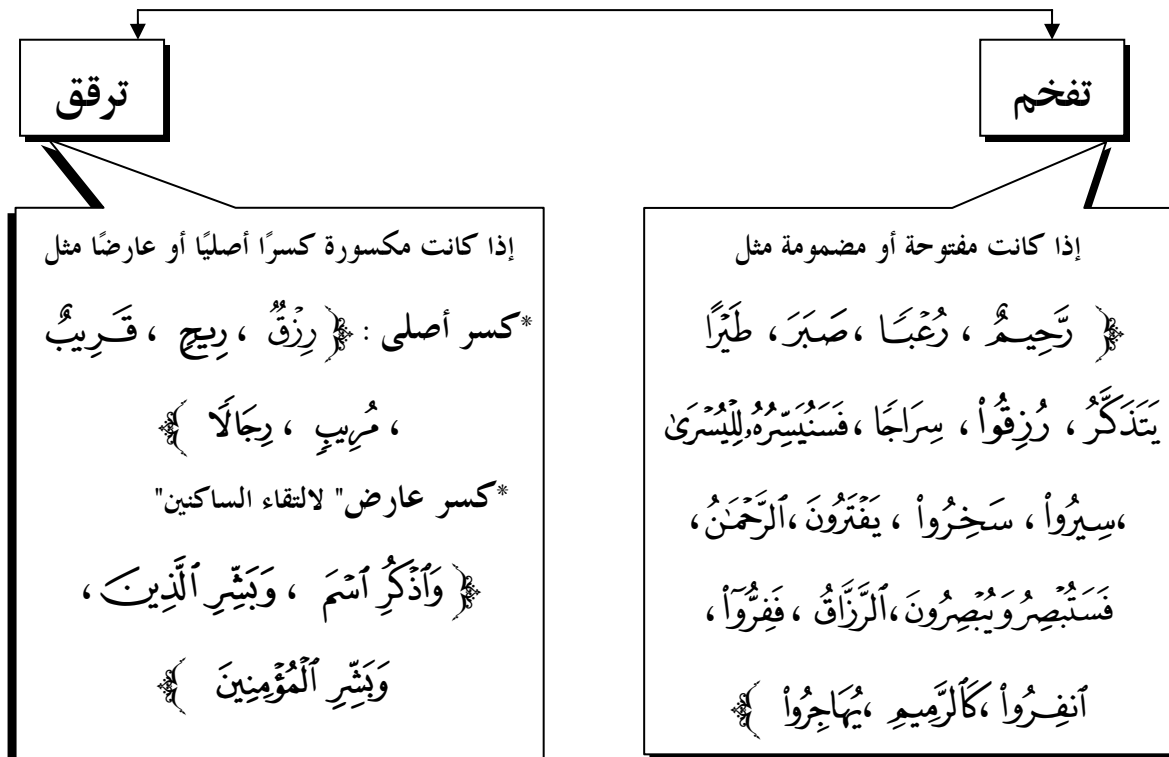 تفخم
إذا كانت مفتوحة أو مضمومة مثل
﴿ رَّحِيمٌ ، رُعْبًا ، صَبَرَ، طَيْرًا
يَتَذَكَّرُ ، رُزِقُوا۟ ، سِرَاجًا ، فَسَنُيَسِّرُهُۥ لِلْيُسْرَىٰ
،سِيرُوا۟ ، سَخِرُوا۟ ، يَفْتَرُونَ ،ٱلرَّحْمَٰنُ،
فَسَتُبْصِرُ وَيُبْصِرُونَ ،ٱلرَّزَّاقُ ، فَفِرُّوٓا۟ ،
ٱنفِرُوا۟ ،كَٱلرَّمِيمِ ،يُهَاجِرُوا۟ ﴾
ترقق
إذا كانت مكسورة كسرًا أصليًا أو عارضًا مثل
*كسر أصلى : ﴿ رِزْقٌ ، رِيحٍ ، قَرِيبٌ
، مُرِيبٍ ، رِجَالًا ﴾
*كسر عارض" لالتقاء الساكنين"
﴿ وَٱذْكُرِ ٱسْمَ ، وَبَشِّرِ ٱلَّذِينَ ،
وَبَشِّرِ ٱلْمُؤْمِنِينَ ﴾